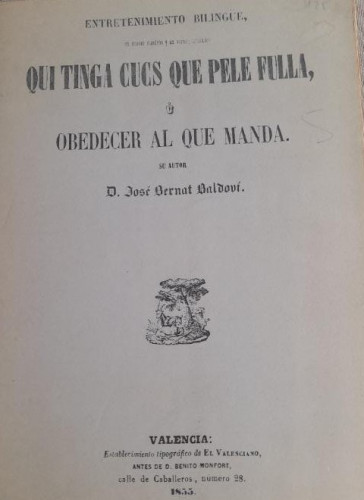 ENTRETENIMIENTO BILINGUE,
QUI TINGA CUCS QUE PELE FULLA,
ó
OBEDECER AL QUE MANDA.
SU AUTOR
D. José Bernat Baldoví.
VALENCIA:
Establecimiento tipográfico de EL VALENCIANO,
ANTES DE D. BENITO MONFORT,
calle de Caballeros, número 28.
1855.